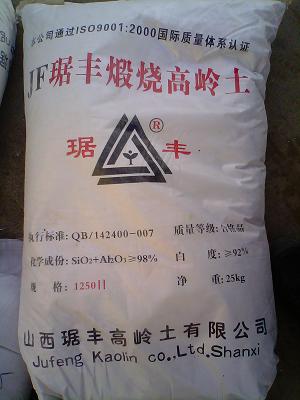 本公司通过ISO9001:2000国际质量体系认证
JF琚丰煅烧高岭土
®
琚 丰
执行标准: QB/142400-007 质量等级:
化学成份: SiO₂+Al₂O₃≥98% 白 度: ≥92%
规 格: 1250目 净 重: 25kg
山西琚丰高岭土有限公司
Jufeng Kaolin co.,Ltd.Shanxi